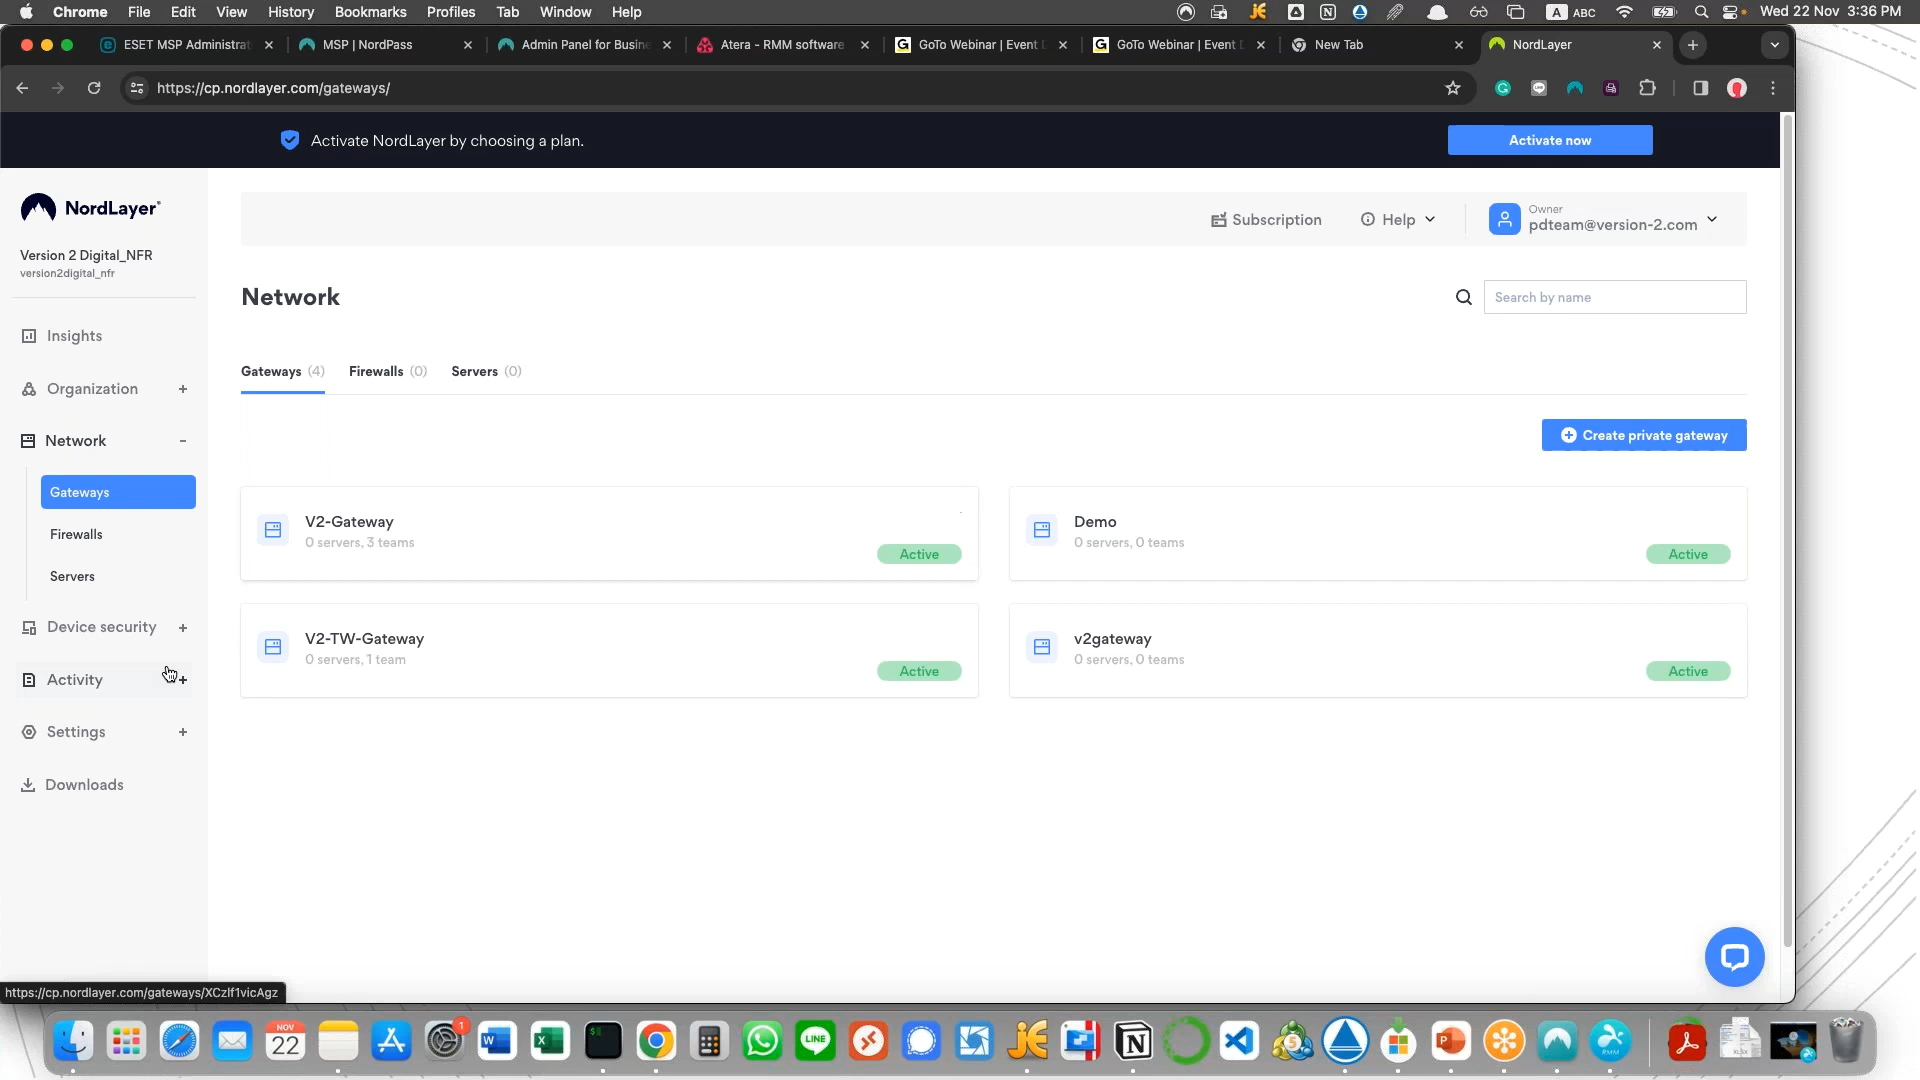 Chrome File Edit View History Bookmarks Profiles Tab Window Help A ABC Wed 22 Nov 3:36 PM
ESET MSP Administrat MSP | NordPass Admin Panel for Busine Atera - RMM software GoTo Webinar | Event D GoTo Webinar | Event D New Tab NordLayer
https://cp.nordlayer.com/gateways/
Activate NordLayer by choosing a plan. Activate now
NordLayer®
Version 2 Digital_NFR
version2digital_nfr
Subscription Help
Owner
pdteam@version-2.com
Network
Search by name
Insights
Organization +
Network -
Gateways
Firewalls
Servers
Device security +
Activity +
Settings +
Downloads
Gateways (4) Firewalls (0) Servers (0)
Create private gateway
V2-Gateway
0 servers, 3 teams
Active
Demo
0 servers, 0 teams
Active
V2-TW-Gateway
0 servers, 1 team
Active
v2gateway
0 servers, 0 teams
Active
https://cp.nordlayer.com/gateways/XCzIf1vicAgz
NOV
22
1
W
X
$
LINE
N
5
P
RMM
XLSX